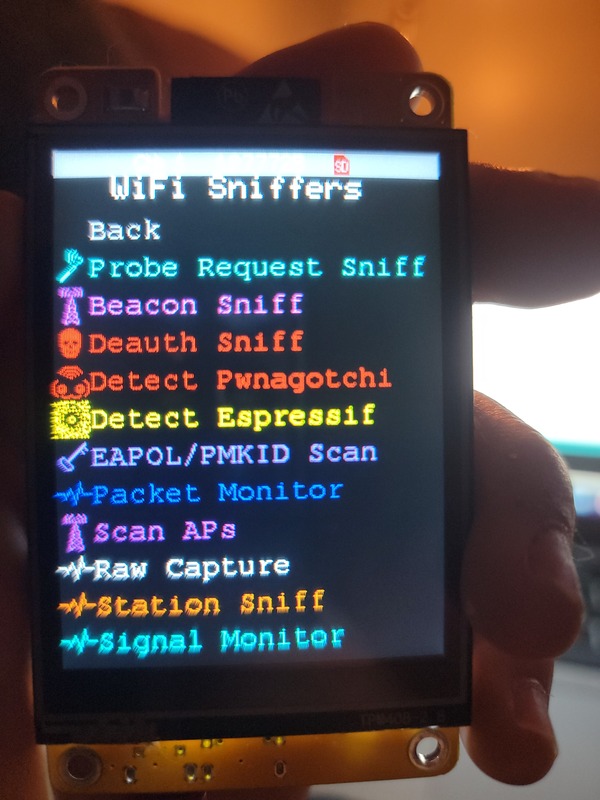 SD
WiFi Sniffers
Back
Probe Request Sniff
Beacon Sniff
Deauth Sniff
Detect Pwnagotchi
Detect Espressif
EAPOL/PMKID Scan
Packet Monitor
Scan APs
Raw Capture
Station Sniff
Signal Monitor